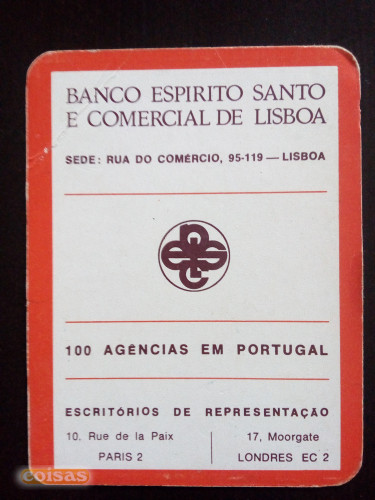 BANCO ESPIRITO SANTO
E COMERCIAL DE LISBOA
SEDE: RUA DO COMÉRCIO, 95-119 — LISBOA
100 AGÊNCIAS EM PORTUGAL
ESCRITÓRIOS DE REPRESENTAÇÃO
10. Rue de la Paix
PARIS 2
17, Moorgate
LONDRES EC 2
coisas